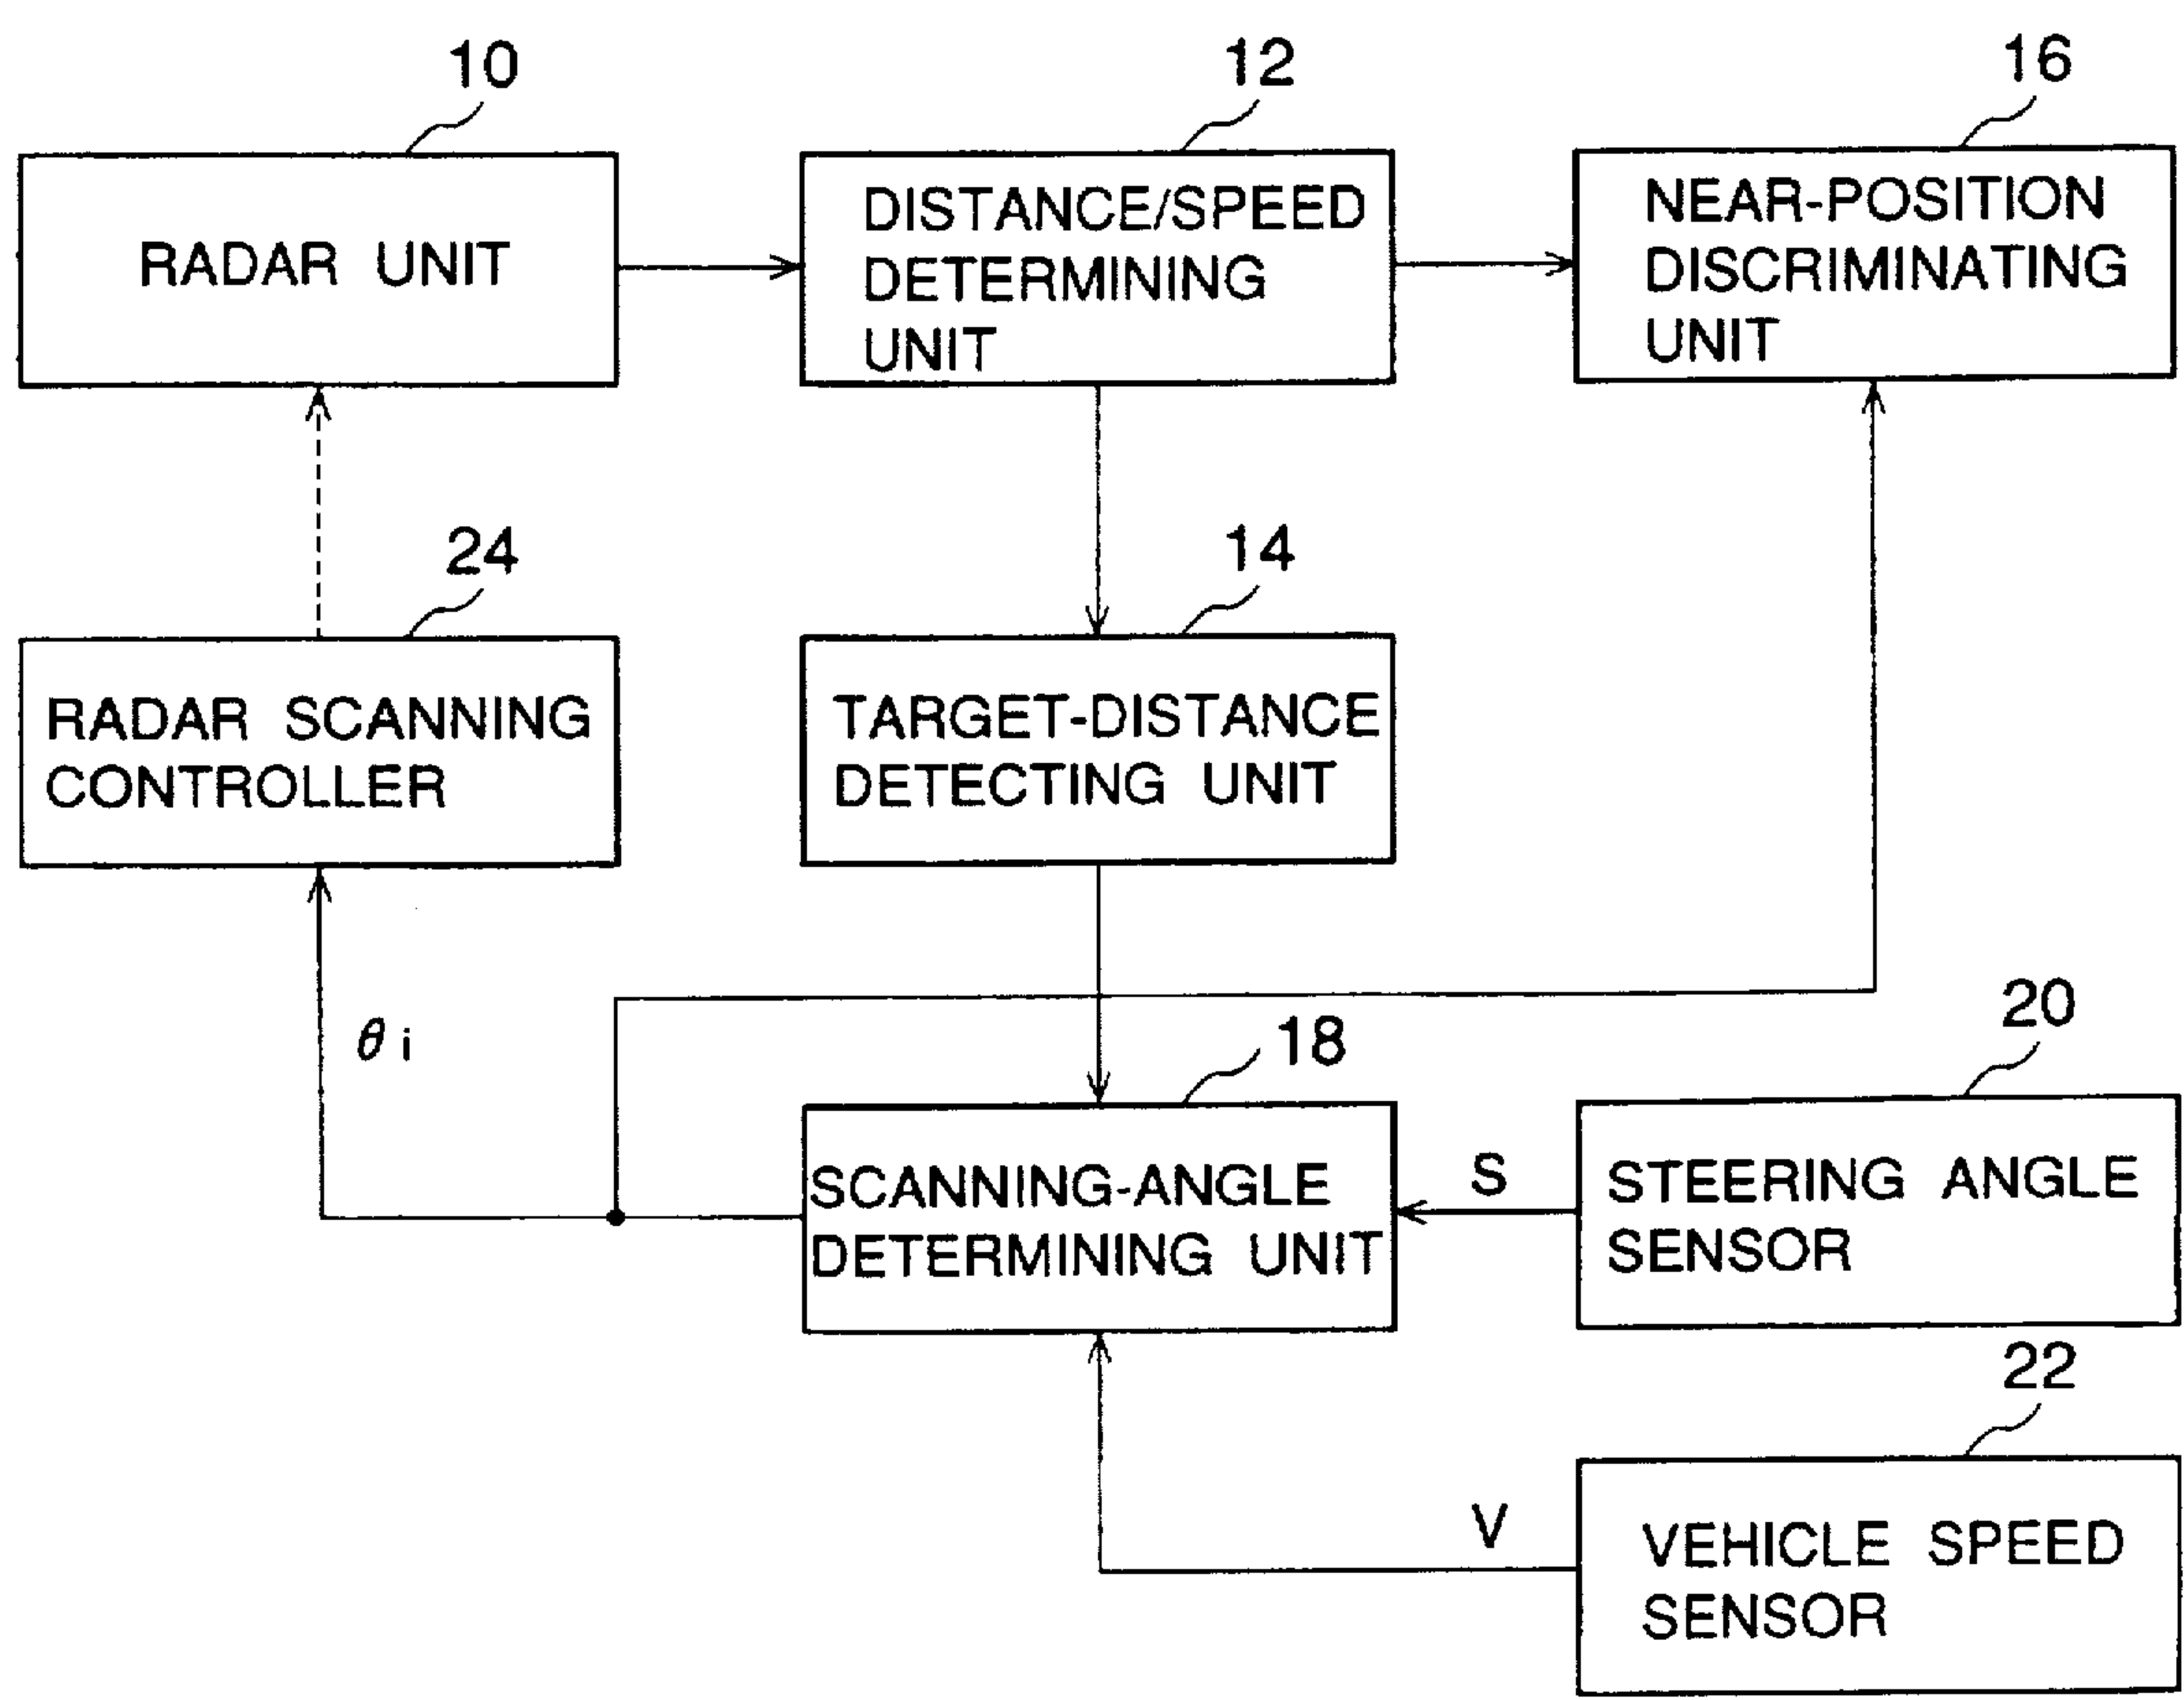 10
RADAR UNIT
12
DISTANCE/SPEED
DETERMINING
UNIT
16
NEAR-POSITION
DISCRIMINATING
UNIT
24
RADAR SCANNING
CONTROLLER
14
TARGET-DISTANCE
DETECTING UNIT
θ i
18
SCANNING-ANGLE
DETERMINING UNIT
S
20
STEERING ANGLE
SENSOR
V
22
VEHICLE SPEED
SENSOR